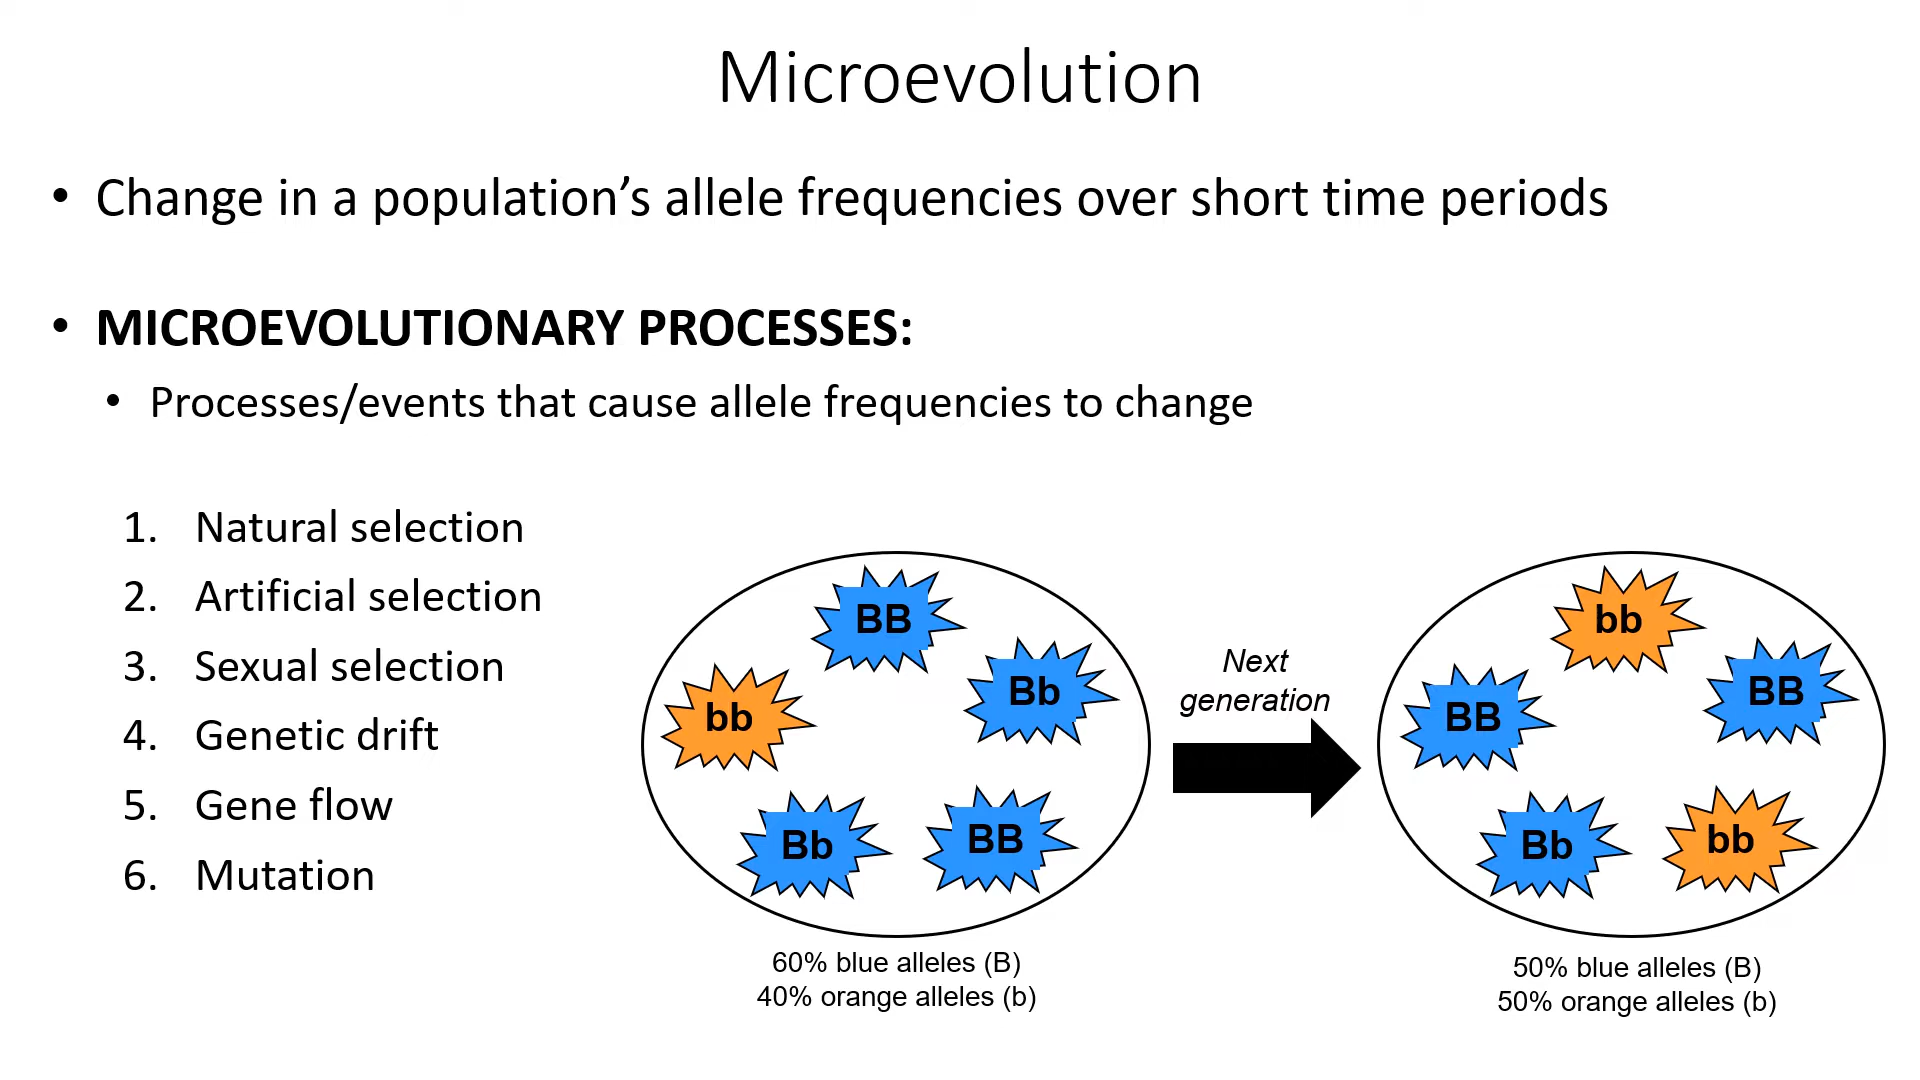 Microevolution
• Change in a population’s allele frequencies over short time periods
• MICROEVOLUTIONARY PROCESSES:
• Processes/events that cause allele frequencies to change
1. Natural selection
2. Artificial selection
3. Sexual selection
4. Genetic drift
5. Gene flow
6. Mutation
BB
Bb
bb
Bb
BB
60% blue alleles (B)
40% orange alleles (b)
Next
generation
bb
BB
BB
Bb
bb
50% blue alleles (B)
50% orange alleles (b)